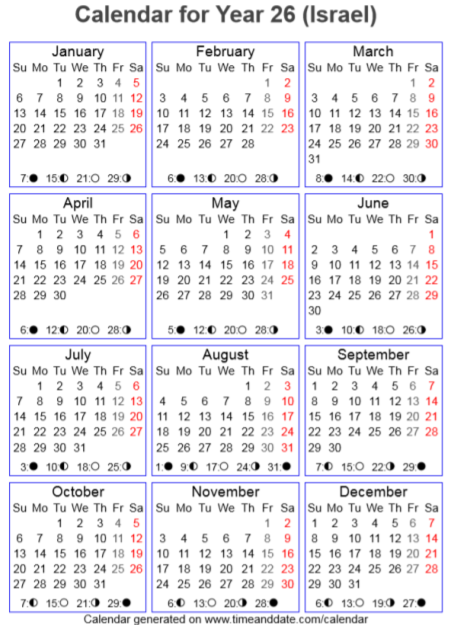 Calendar for Year 26 (Israel)
January
Su Mo Tu We Th Fr Sa
1 2 3 4 5
6 7 8 9 10 11 12
13 14 15 16 17 18 19
20 21 22 23 24 25 26
27 28 29 30 31
7:● 15:◐ 21:○ 29:◑
February
Su Mo Tu We Th Fr Sa
1 2
3 4 5 6 7 8 9
10 11 12 13 14 15 16
17 18 19 20 21 22 23
24 25 26 27 28
6:● 13:◐ 20:○ 28:◑
March
Su Mo Tu We Th Fr Sa
1 2
3 4 5 6 7 8 9
10 11 12 13 14 15 16
17 18 19 20 21 22 23
24 25 26 27 28 29 30
31
8:● 14:◐ 22:○ 30:◑
April
Su Mo Tu We Th Fr Sa
1 2 3 4 5 6
7 8 9 10 11 12 13
14 15 16 17 18 19 20
21 22 23 24 25 26 27
28 29 30
6:● 12:◐ 20:○ 28:◑
May
Su Mo Tu We Th Fr Sa
1 2 3 4
5 6 7 8 9 10 11
12 13 14 15 16 17 18
19 20 21 22 23 24 25
26 27 28 29 30 31
5:● 12:◐ 20:○ 28:◑
June
Su Mo Tu We Th Fr Sa
1
2 3 4 5 6 7 8
9 10 11 12 13 14 15
16 17 18 19 20 21 22
23 24 25 26 27 28 29
30
3:● 10:◐ 18:○ 26:◑
July
Su Mo Tu We Th Fr Sa
1 2 3 4 5 6
7 8 9 10 11 12 13
14 15 16 17 18 19 20
21 22 23 24 25 26 27
28 29 30 31
3:● 10:◐ 18:○ 25:◑
August
Su Mo Tu We Th Fr Sa
1 2 3
4 5 6 7 8 9 10
11 12 13 14 15 16 17
18 19 20 21 22 23 24
25 26 27 28 29 30 31
1:● 9:◐ 17:○ 24:◑ 31:●
September
Su Mo Tu We Th Fr Sa
1 2 3 4 5 6 7
8 9 10 11 12 13 14
15 16 17 18 19 20 21
22 23 24 25 26 27 28
29 30
7:◐ 15:○ 22:◑ 29:●
October
Su Mo Tu We Th Fr Sa
1 2 3 4 5
6 7 8 9 10 11 12
13 14 15 16 17 18 19
20 21 22 23 24 25 26
27 28 29 30 31
7:◐ 15:○ 21:◑ 29:●
November
Su Mo Tu We Th Fr Sa
1 2
3 4 5 6 7 8 9
10 11 12 13 14 15 16
17 18 19 20 21 22 23
24 25 26 27 28 29 30
6:◐ 13:○ 20:◑ 28:●
December
Su Mo Tu We Th Fr Sa
1 2 3 4 5 6 7
8 9 10 11 12 13 14
15 16 17 18 19 20 21
22 23 24 25 26 27 28
29 30 31
6:◐ 13:○ 19:◑ 27:●
Calendar generated on www.timeanddate.com/calendar